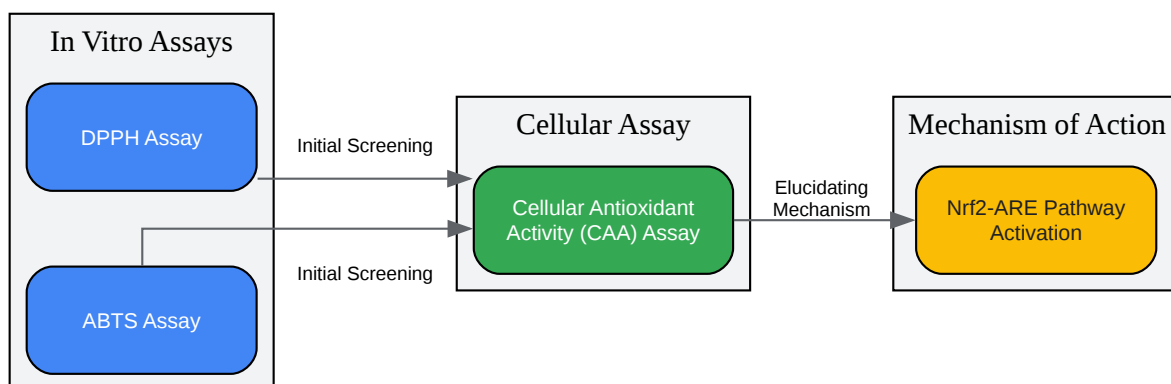 In Vitro Assays
DPPH Assay
ABTS Assay
Initial Screening
Initial Screening
Cellular Assay
Cellular Antioxidant
Activity (CAA) Assay
Elucidating
Mechanism
Mechanism of Action
Nrf2-ARE Pathway
Activation